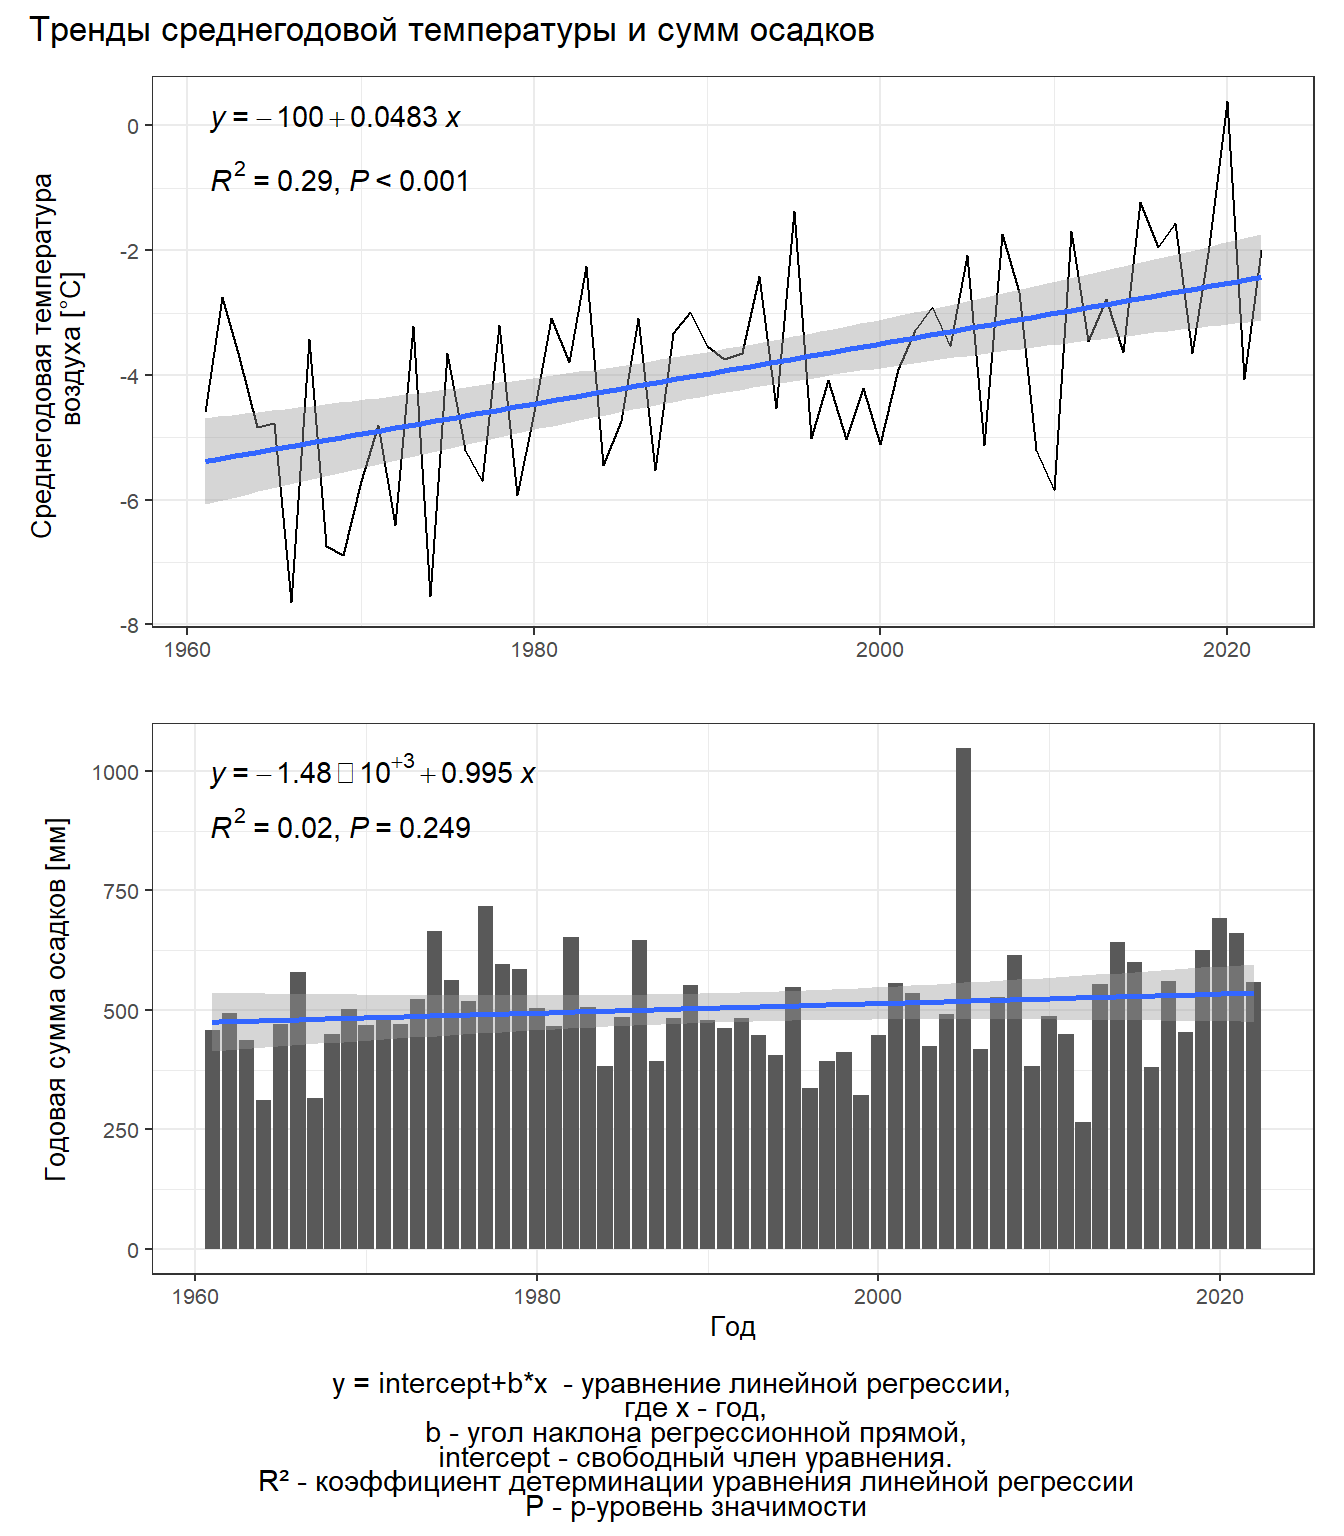 Тренды среднегодовой температуры и сумм осадков
y = − 100 + 0.0483 x
R² = 0.29, P < 0.001
Среднегодовая температура
воздуха [°C]
0
-2
-4
-6
-8
1960
1980
2000
2020
y = − 1.48 □ 10⁺³ + 0.995 x
R² = 0.02, P = 0.249
Годовая сумма осадков [мм]
1000
750
500
250
0
1960
1980
2000
2020
Год
y = intercept+b*x  - уравнение линейной регрессии,
где x - год,
b - угол наклона регрессионной прямой,
intercept - свободный член уравнения.
R² - коэффициент детерминации уравнения линейной регрессии
P - p-уровень значимости